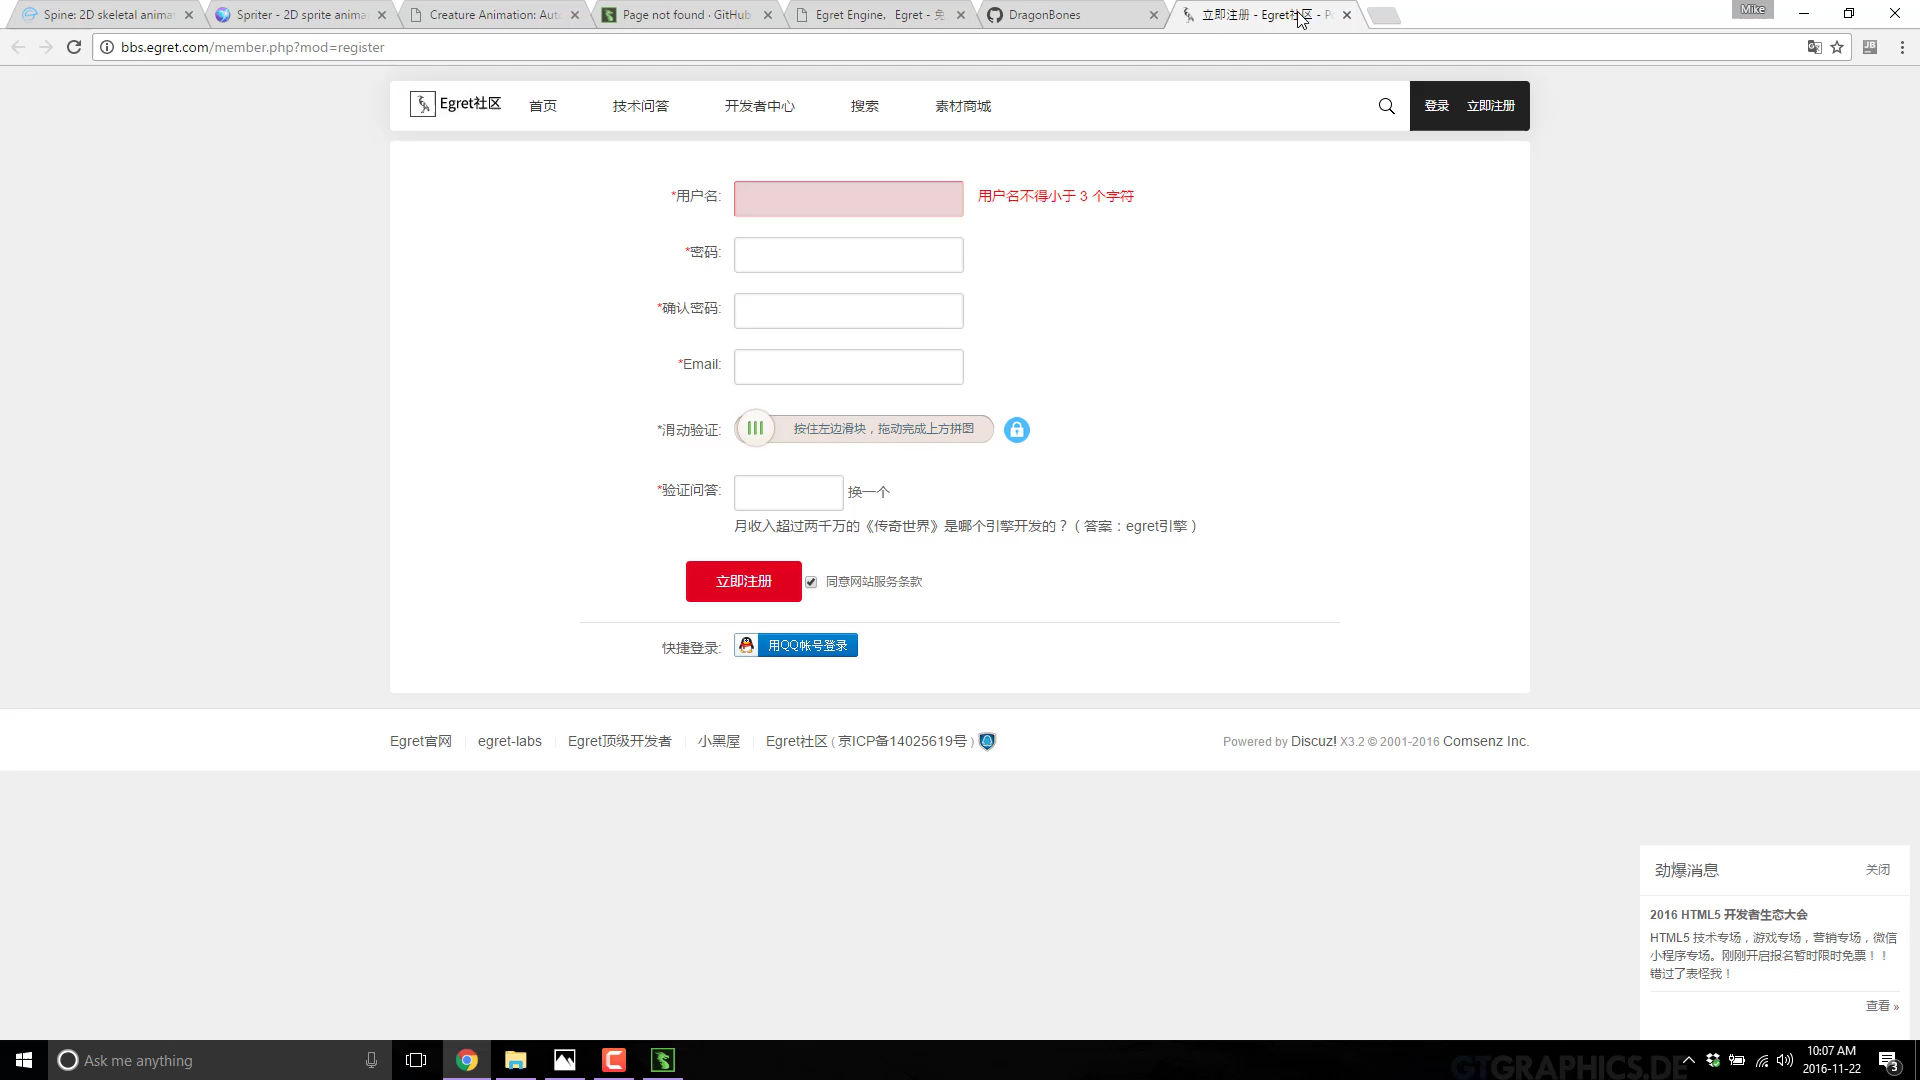 Spine: 2D skeletal animat
Spriter - 2D sprite anima
Creature Animation: Aut
Page not found · GitHub
Egret Engine, Egret - 免
DragonBones
立即注册 - Egret社区 - P
Mike
bbs.egret.com/member.php?mod=register
JB
Egret社区
首页
技术问答
开发者中心
搜索
素材商城
登录
立即注册
*用户名:
用户名不得小于 3 个字符
*密码:
*确认密码:
*Email:
*滑动验证:
按住左边滑块，拖动完成上方拼图
*验证问答:
换一个
月收入超过两千万的《传奇世界》是哪个引擎开发的？( 答案：egret引擎 )
立即注册
同意网站服务条款
快捷登录:
用QQ帐号登录
Egret官网
egret-labs
Egret顶级开发者
小黑屋
Egret社区 ( 京ICP备14025619号 )
Powered by Discuz! X3.2 © 2001-2016 Comsenz Inc.
劲爆消息
关闭
2016 HTML5 开发者生态大会
HTML5 技术专场，游戏专场，营销专场，微信
小程序专场。刚刚开启报名暂时限时免票！！
错过了表怪我！
查看 »
Ask me anything
GTGRAPHICS.DE
10:07 AM
2016-11-22
3